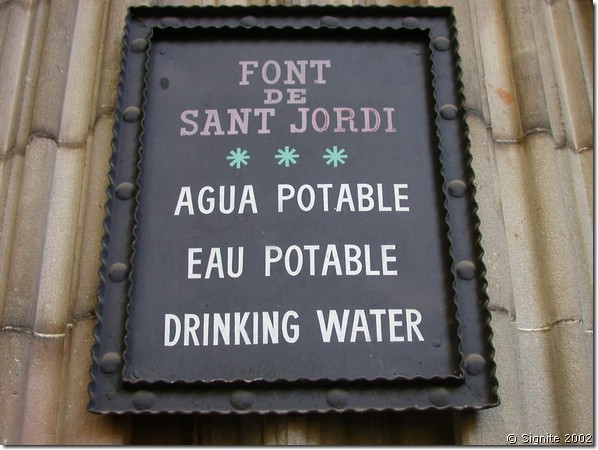 FONT
DE
SANT JORDI
* * *
AGUA POTABLE
EAU POTABLE
DRINKING WATER
© Signite 2002